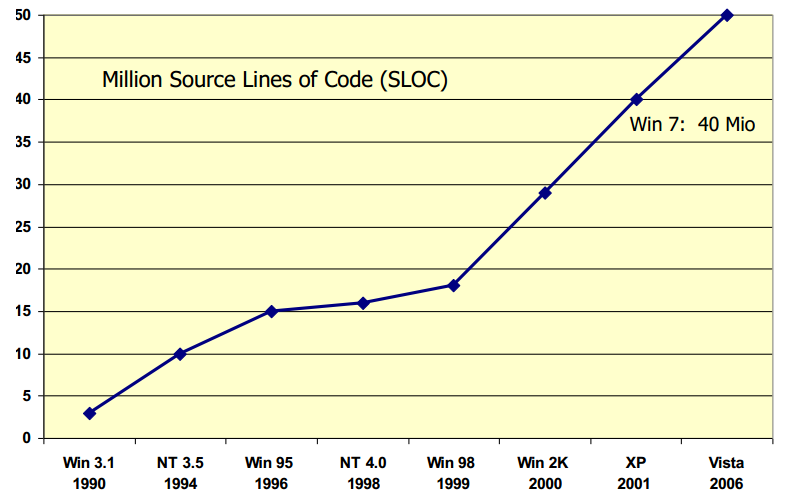 50
45
40
35
30
25
20
15
10
5
0
Million Source Lines of Code (SLOC)
Win 7:  40 Mio
Win 3.1 NT 3.5 Win 95 NT 4.0 Win 98 Win 2K XP Vista
1990 1994 1996 1998 1999 2000 2001 2006